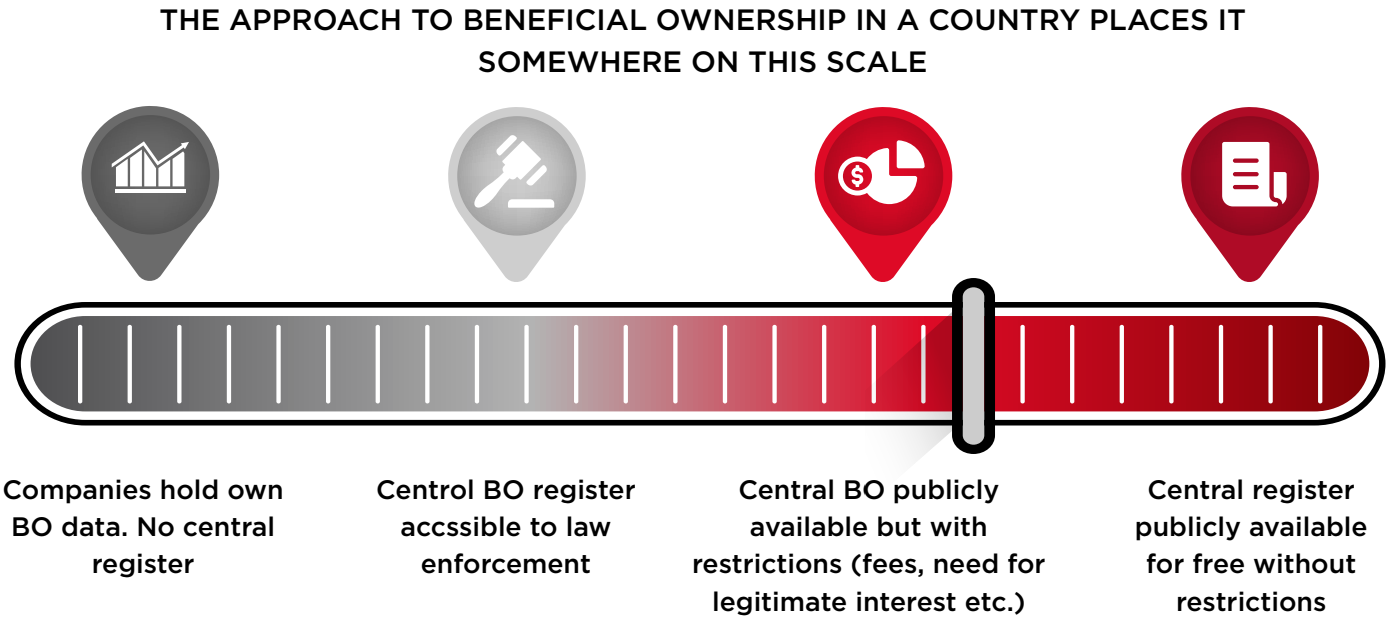 THE APPROACH TO BENEFICIAL OWNERSHIP IN A COUNTRY PLACES IT
SOMEWHERE ON THIS SCALE
$
Companies hold own
BO data. No central
register
Centrol BO register
accssible to law
enforcement
Central BO publicly
available but with
restrictions (fees, need for
legitimate interest etc.)
Central register
publicly available
for free without
restrictions